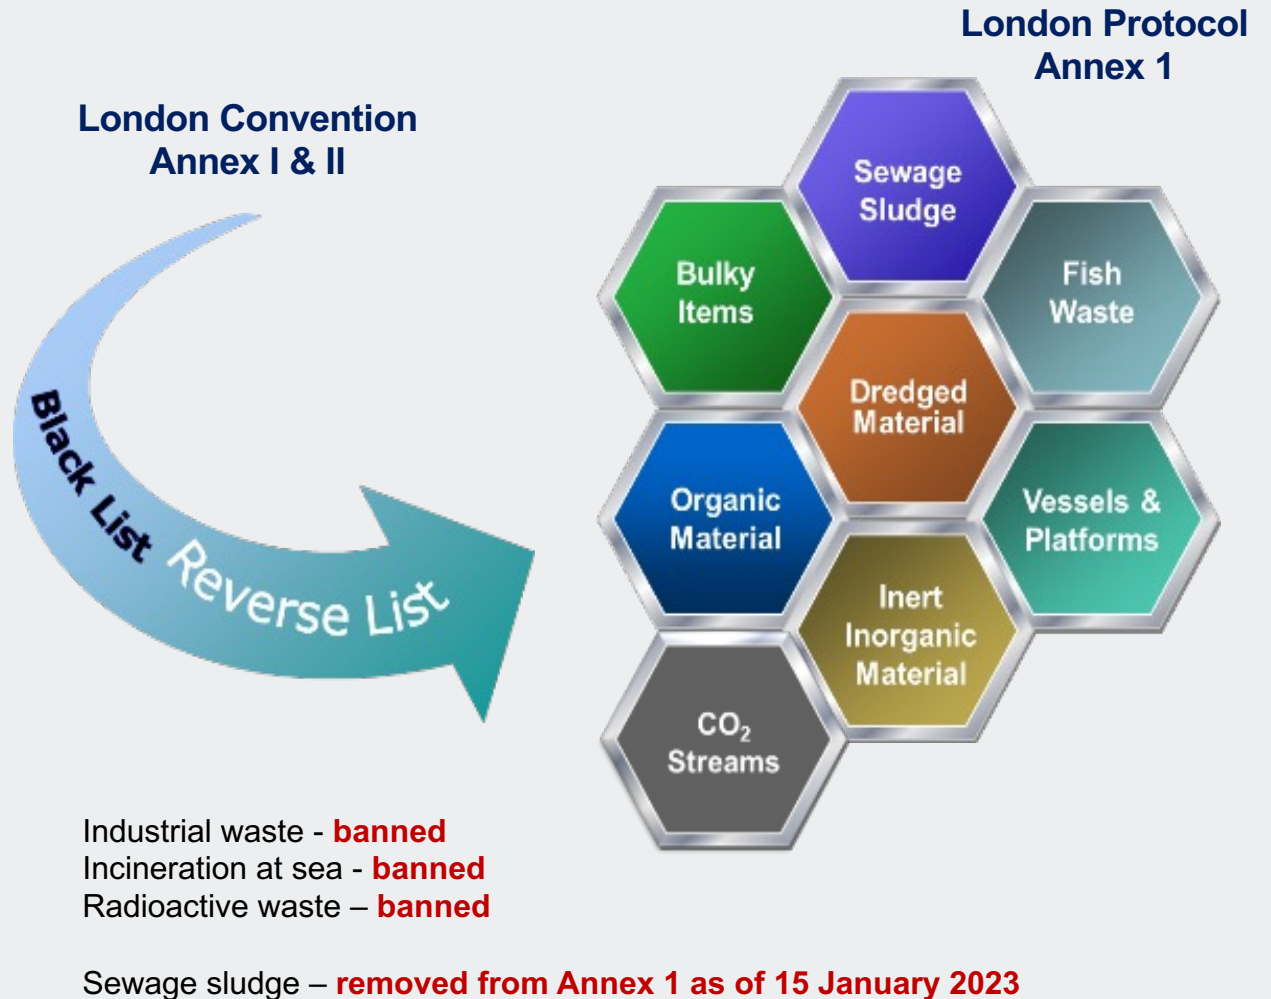 London Protocol
Annex 1
London Convention
Annex I & II
Black List Reverse List
Sewage
Sludge
Bulky
Items
Fish
Waste
Dredged
Material
Organic
Material
Vessels &
Platforms
Inert
Inorganic
Material
CO₂
Streams
Industrial waste - banned
Incineration at sea - banned
Radioactive waste – banned
Sewage sludge – removed from Annex 1 as of 15 January 2023